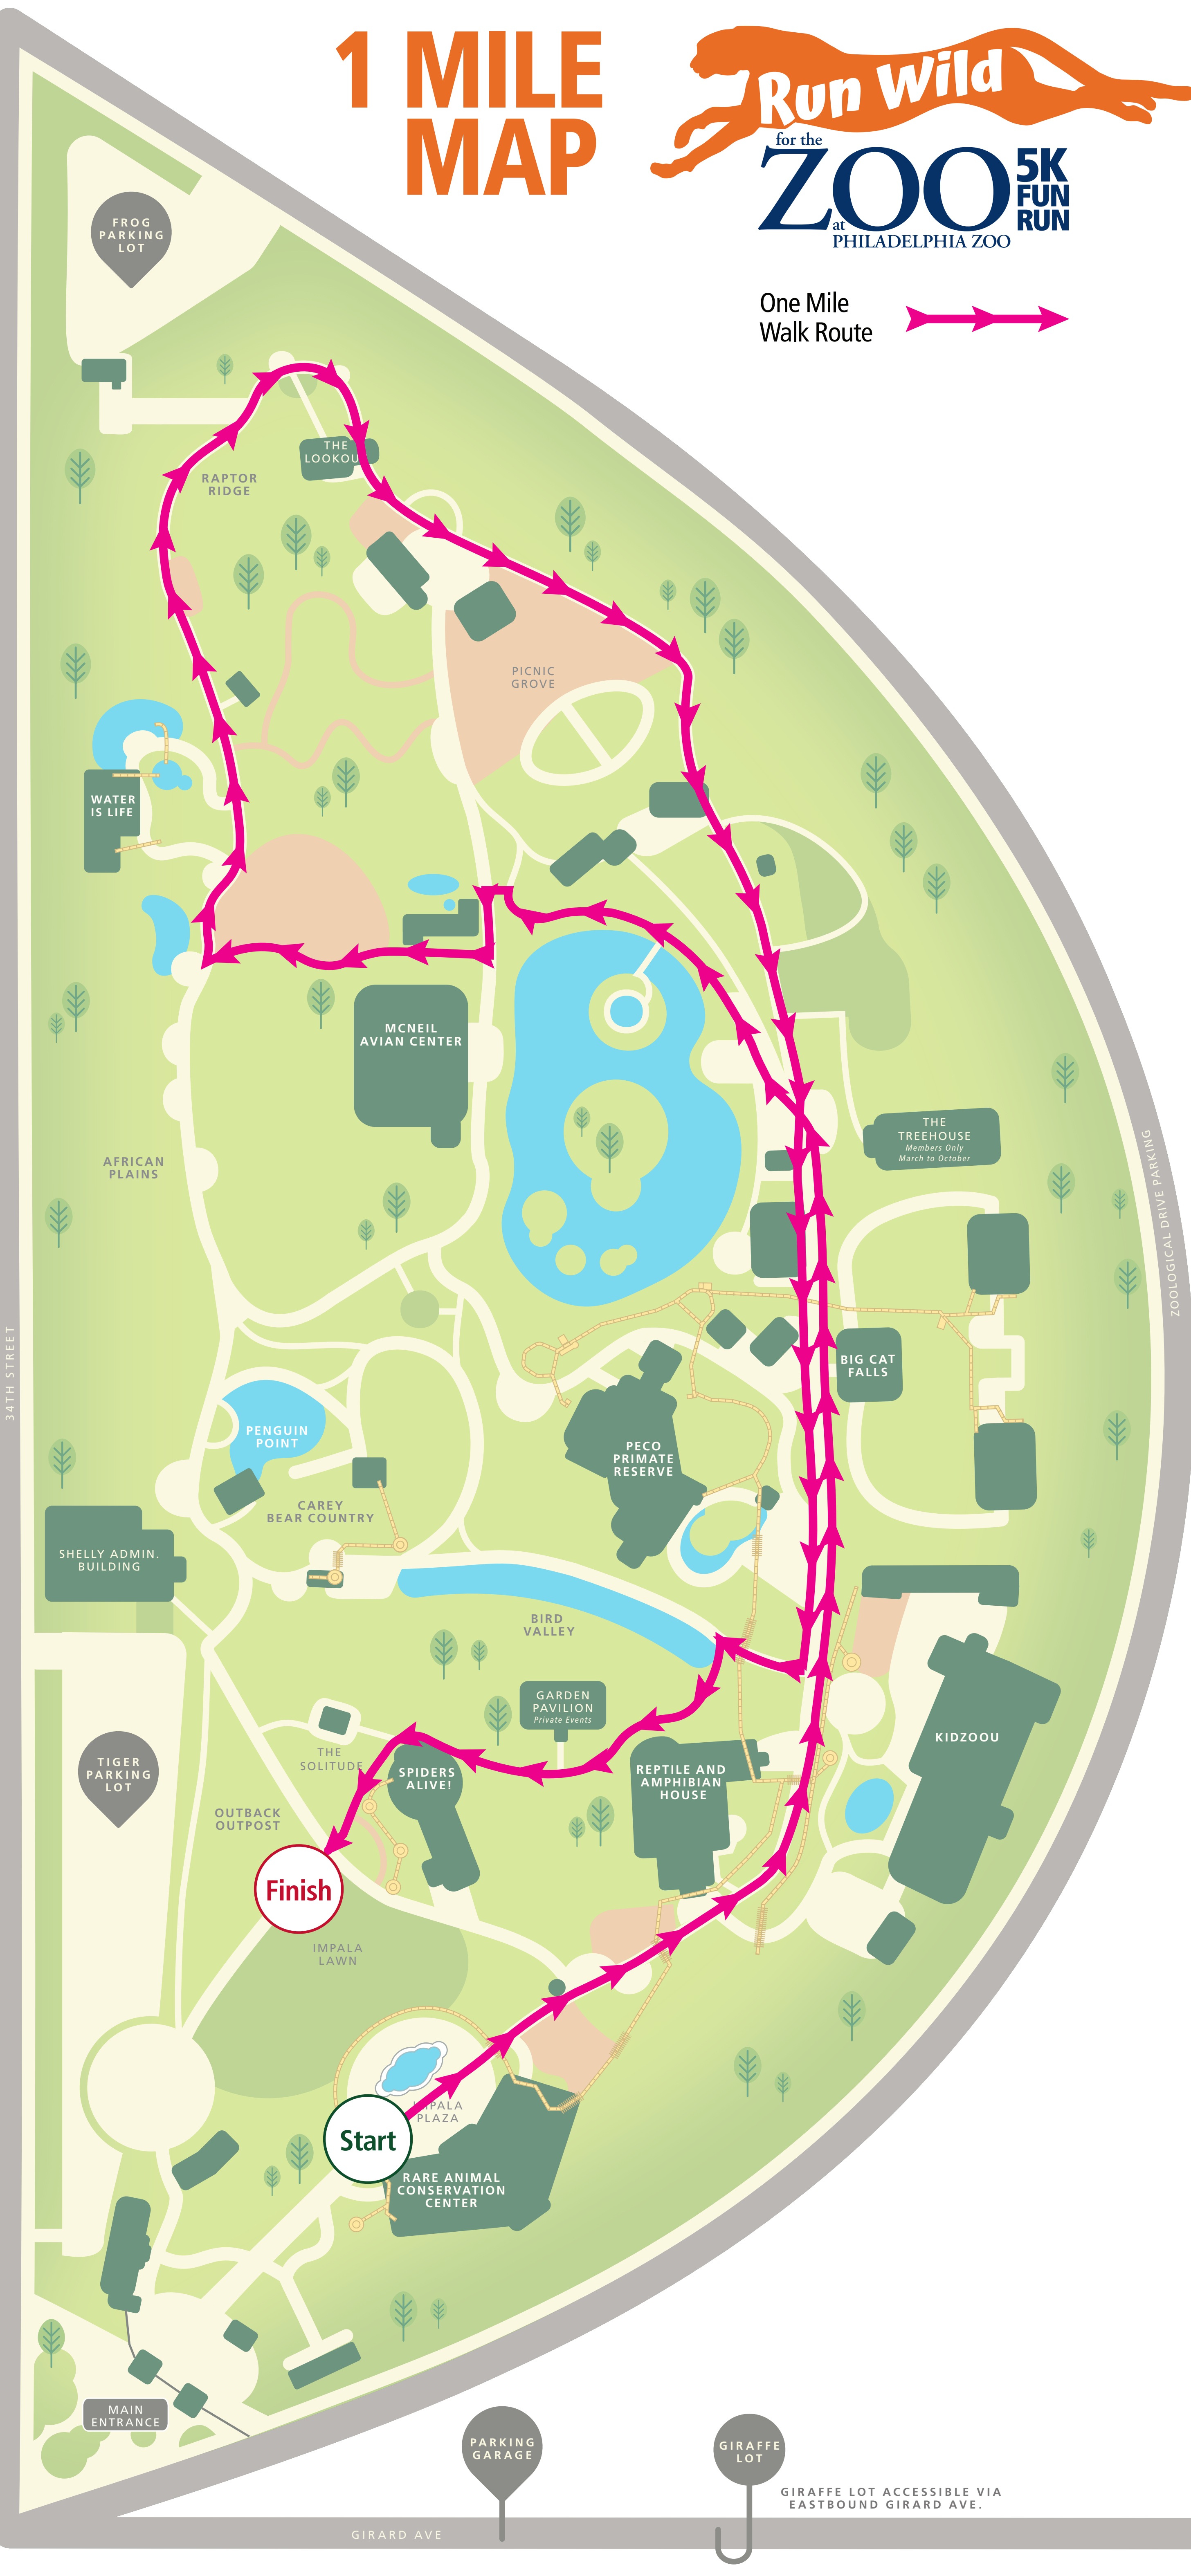 1 MILE
MAP
Run Wild
for the
ZOO
at
PHILADELPHIA ZOO
5K
FUN
RUN
One Mile
Walk Route
FROG
PARKING
LOT
THE
LOOKOU
RAPTOR
RIDGE
PICNIC
GROVE
WATER
IS LIFE
MCNEIL
AVIAN CENTER
THE
TREEHOUSE
Members Only
March to October
ZOOLOGICAL DRIVE PARKING
AFRICAN
PLAINS
34TH STREET
BIG CAT
FALLS
PENGUIN
POINT
PECO
PRIMATE
RESERVE
CAREY
BEAR COUNTRY
SHELLY ADMIN.
BUILDING
BIRD
VALLEY
GARDEN
PAVILION
Private Events
KIDZOOU
THE
SOLITUDE
TIGER
PARKING
LOT
SPIDERS
ALIVE!
REPTILE AND
AMPHIBIAN
HOUSE
OUTBACK
OUTPOST
Finish
IMPALA
LAWN
IMPALA
PLAZA
Start
RARE ANIMAL
CONSERVATION
CENTER
MAIN
ENTRANCE
PARKING
GARAGE
GIRAFFE
LOT
GIRAFFE LOT ACCESSIBLE VIA
EASTBOUND GIRARD AVE.
GIRARD AVE